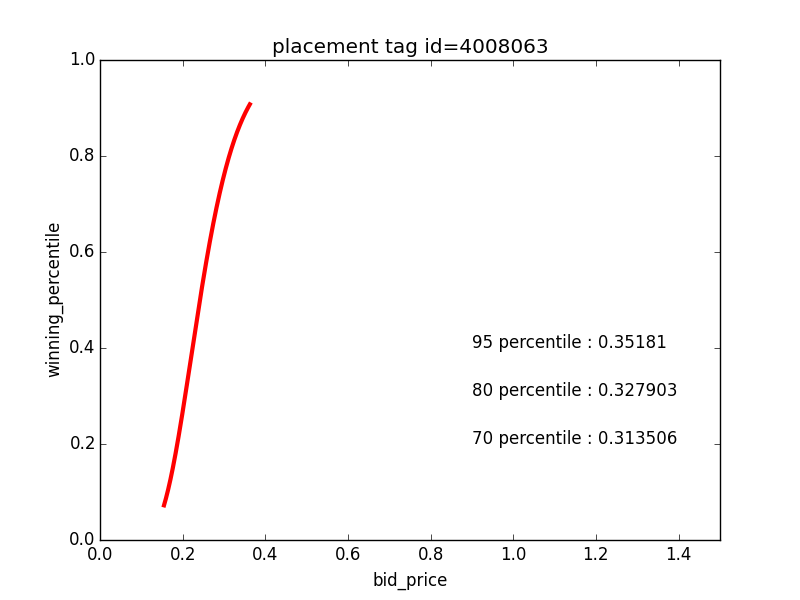 placement tag id=4008063
1.0
0.8
0.6
0.4
0.2
0.0
winning_percentile
95 percentile : 0.35181
80 percentile : 0.327903
70 percentile : 0.313506
0.0 0.2 0.4 0.6 0.8 1.0 1.2 1.4
bid_price